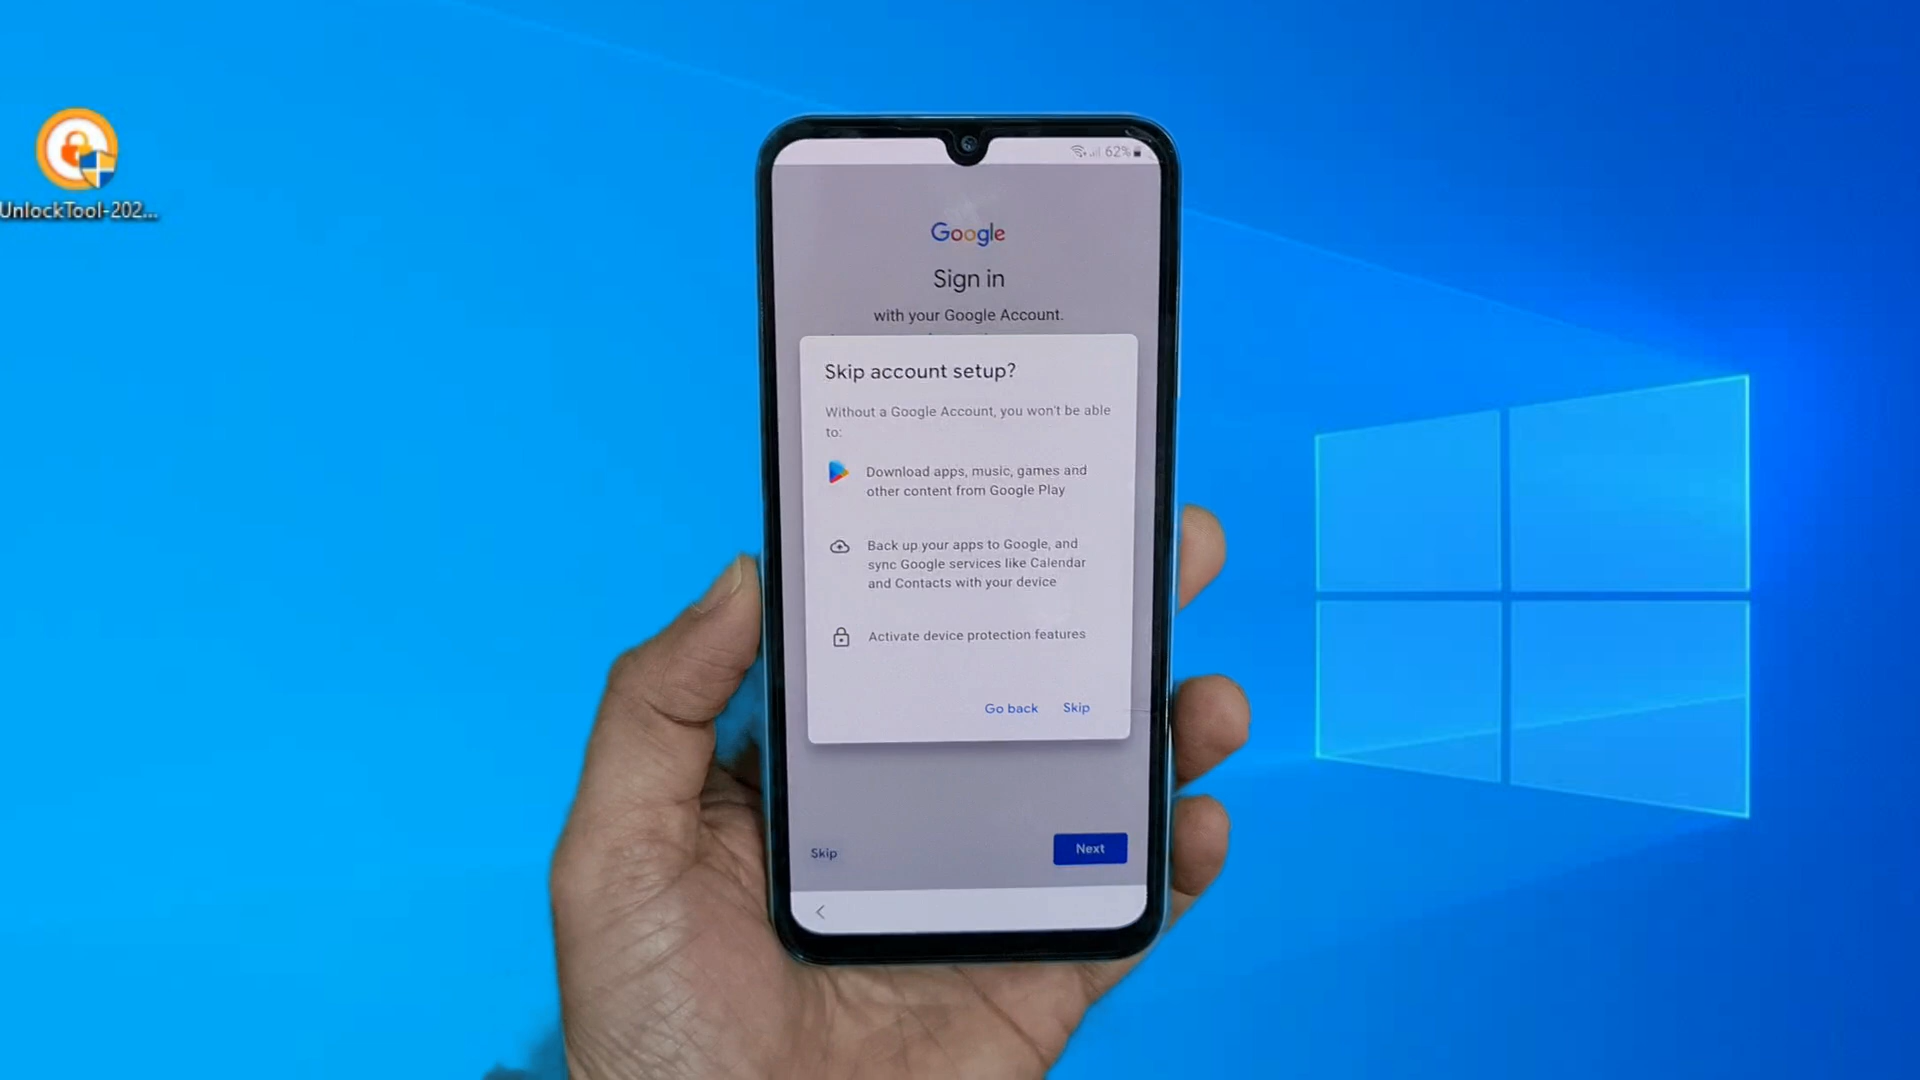 UnlockTool-202...
62%
Google
Sign in
with your Google Account.
Skip account setup?
Without a Google Account, you won't be able
to:
Download apps, music, games and
other content from Google Play
Back up your apps to Google, and
sync Google services like Calendar
and Contacts with your device
Activate device protection features
Go back Skip
Skip Next